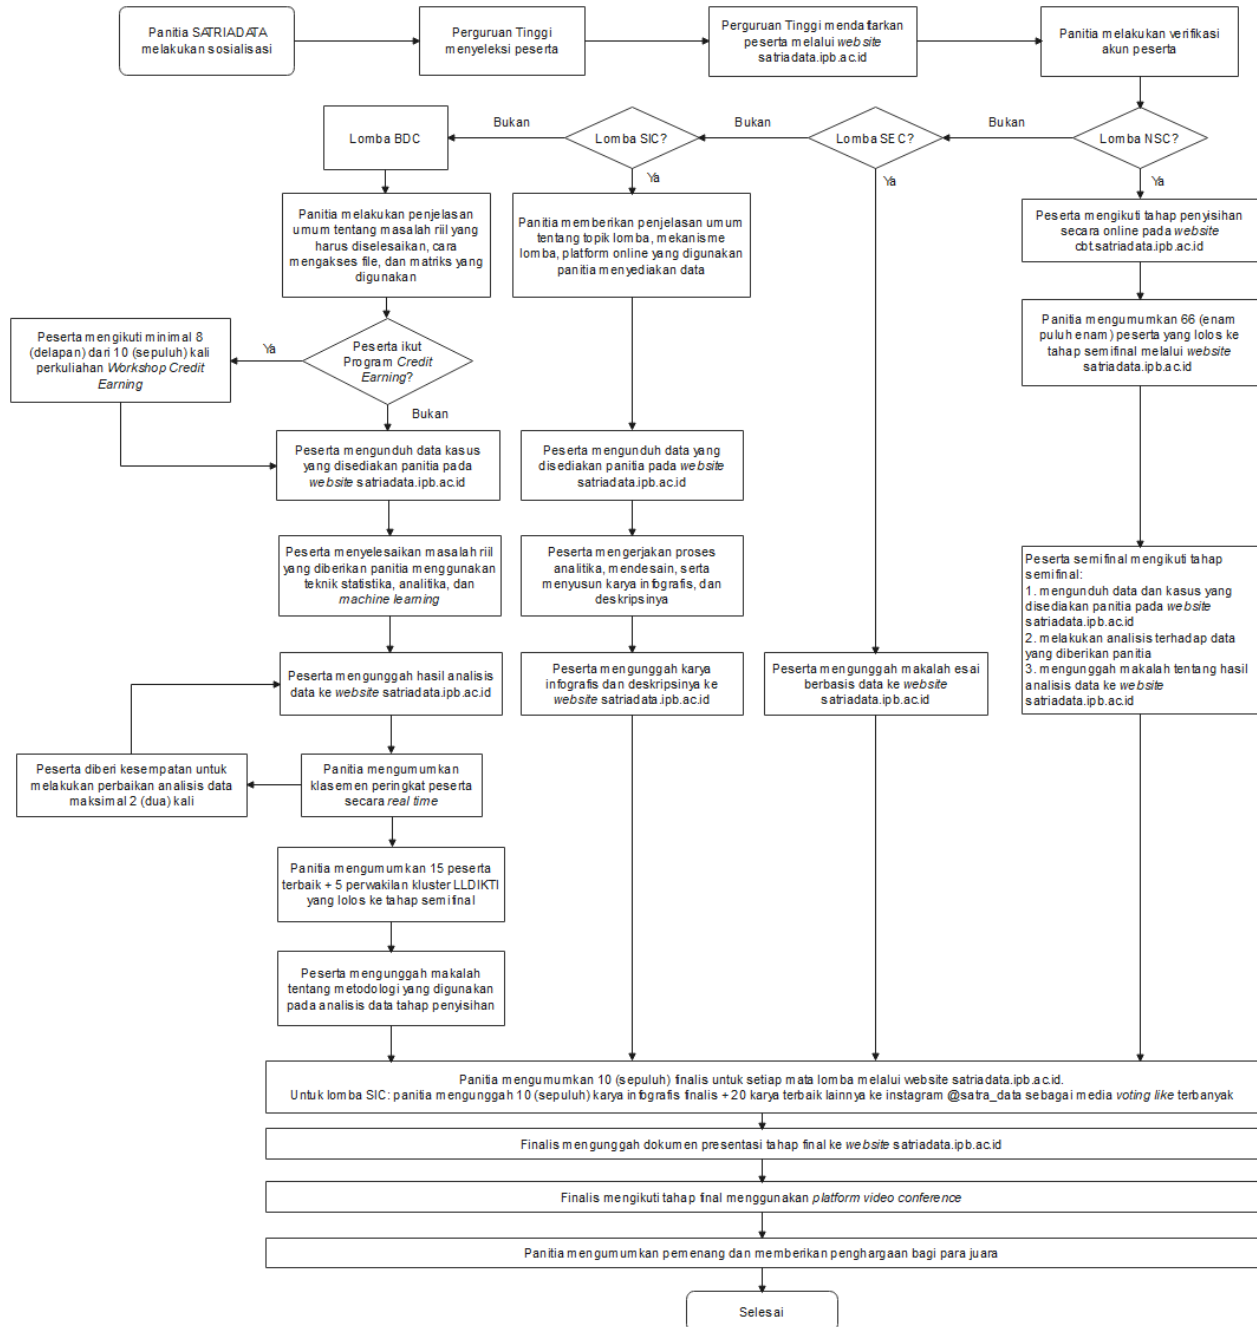 Panitia SATRIADATA
melakukan sosialisasi
Perguruan Tinggi
menyeleksi peserta
Perguruan Tinggi mendaftarkan
peserta melalui website
satriadata.ipb.ac.id
Panitia melakukan verifikasi
akun peserta
Lomba NSC?
Bukan
Lomba SEC?
Bukan
Lomba SIC?
Bukan
Lomba BDC
Ya
Ya
Ya
Panitia melakukan penjelasan
umum tentang masalah riil yang
harus diselesaikan, cara
mengakses file, dan matriks yang
digunakan
Peserta ikut
Program Credit
Earning?
Ya
Peserta mengikuti minimal 8
(delapan) dari 10 (sepuluh) kali
perkuliahan Workshop Credit
Earning
Bukan
Peserta mengunduh data kasus
yang disediakan panitia pada
website satriadata.ipb.ac.id
Peserta menyelesaikan masalah riil
yang diberikan panitia menggunakan
teknik statistika, analitika, dan
machine learning
Peserta mengunggah hasil analisis
data ke website satriadata.ipb.ac.id
Panitia mengumumkan
klasemen peringkat peserta
secara real time
Peserta diberi kesempatan untuk
melakukan perbaikan analisis data
maksimal 2 (dua) kali
Panitia mengumumkan 15 peserta
terbaik + 5 perwakilan kluster LLDIKTI
yang lolos ke tahap semifinal
Peserta mengunggah makalah
tentang metodologi yang digunakan
pada analisis data tahap penyisihan
Panitia memberikan penjelasan umum
tentang topik lomba, mekanisme
lomba, platform online yang digunakan
panitia menyediakan data
Peserta mengunduh data yang
disediakan panitia pada website
satriadata.ipb.ac.id
Peserta mengerjakan proses
analitika, mendesain, serta
menyusun karya infografis, dan
deskripsinya
Peserta mengunggah karya
infografis dan deskripsinya ke
website satriadata.ipb.ac.id
Peserta mengunggah makalah esai
berbasis data ke website
satriadata.ipb.ac.id
Peserta mengikuti tahap penyisihan
secara online pada website
cbt.satriadata.ipb.ac.id
Panitia mengumumkan 66 (enam
puluh enam) peserta yang lolos ke
tahap semifinal melalui website
satriadata.ipb.ac.id
Peserta semifinal mengikuti tahap
semifinal:
1. mengunduh data dan kasus yang
disediakan panitia pada website
satriadata.ipb.ac.id
2. melakukan analisis terhadap data
yang diberikan panitia
3. mengunggah makalah tentang hasil
analisis data ke website
satriadata.ipb.ac.id
Panitia mengumumkan 10 (sepuluh) finalis untuk setiap mata lomba melalui website satriadata.ipb.ac.id.
Untuk lomba SIC: panitia mengunggah 10 (sepuluh) karya infografis finalis + 20 karya terbaik lainnya ke instagram @satra_data sebagai media voting like terbanyak
Finalis mengunggah dokumen presentasi tahap final ke website satriadata.ipb.ac.id
Finalis mengikuti tahap final menggunakan platform video conference
Panitia mengumumkan pemenang dan memberikan penghargaan bagi para juara
Selesai